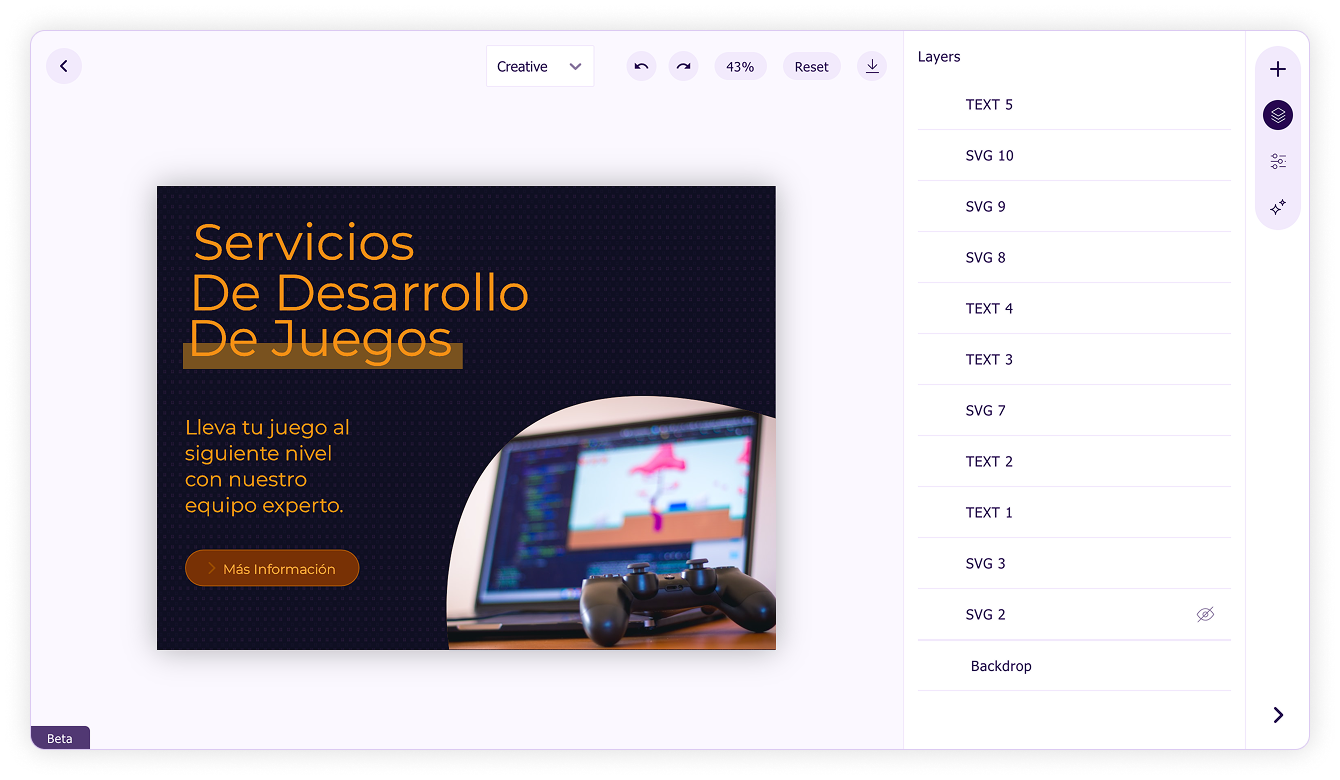 Creative
43%
Reset
Layers
TEXT 5
SVG 10
SVG 9
SVG 8
TEXT 4
TEXT 3
SVG 7
TEXT 2
TEXT 1
SVG 3
SVG 2
Backdrop
Servicios
De Desarrollo
De Juegos
Lleva tu juego al
siguiente nivel
con nuestro
equipo experto.
Más Información
Beta